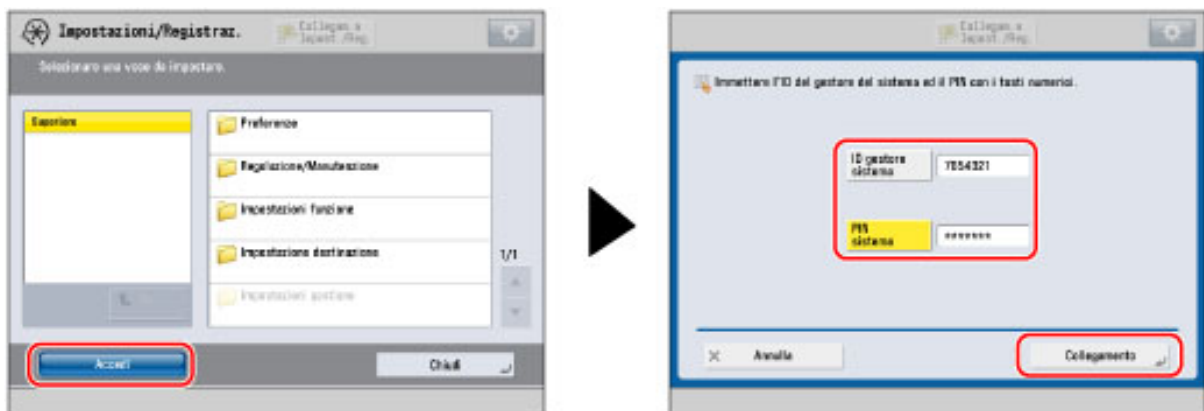 Impostazioni/Registraz.
Collegam. a
Impost./Reg.
Selezionare una voce da impostare.
Superiore
Preferenze
Regolazione/Manutenzione
Impostazioni funzione
Impostazione destinazione
Impostazioni gestione
1/1
Accedi
Chiudi
Collegam. a
Impost./Reg.
Immettere l'ID del gestore del sistema ed il PIN con i tasti numerici.
ID gestore
sistema
7654321
PIN
sistema
*******
Annulla
Collegamento